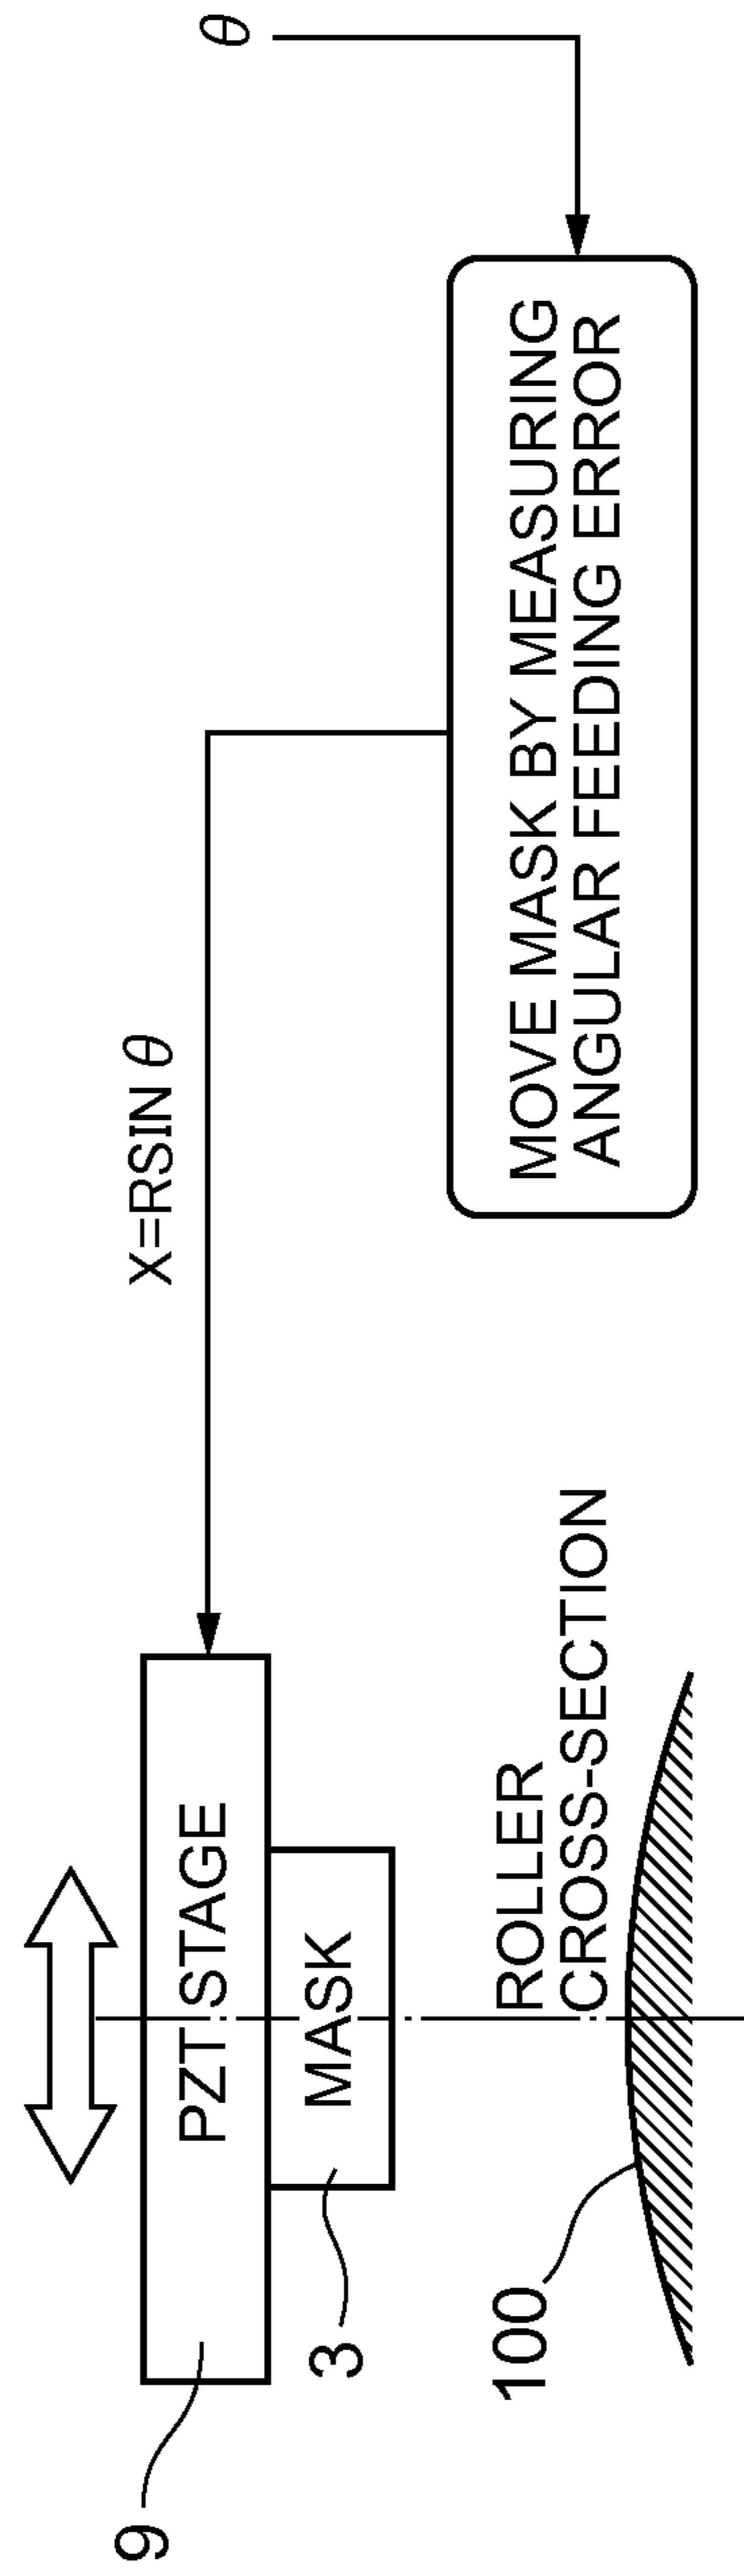 9
PZT STAGE
X=RSIN θ
θ
3
MASK
100
ROLLER
CROSS-SECTION
MOVE MASK BY MEASURING
ANGULAR FEEDING ERROR